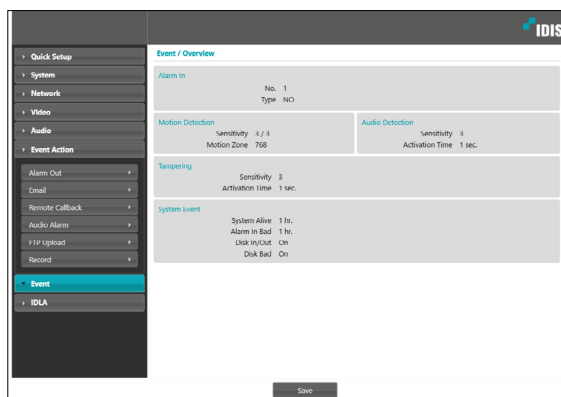 IDIS
Quick Setup
System
Network
Video
Audio
Event Action
Alarm Out
Email
Remote Callback
Audio Alarm
FTP Upload
Record
Event
IDLA
Event / Overview
Alarm In
No. 1
Type NO
Motion Detection
Sensitivity 3 / 3
Motion Zone 768
Audio Detection
Sensitivity 3
Activation Time 1 sec.
Tampering
Sensitivity 3
Activation Time 1 sec.
System Event
System Alive 1 hr.
Alarm In Bad 1 hr.
Disk In/Out On
Disk Bad On
Save